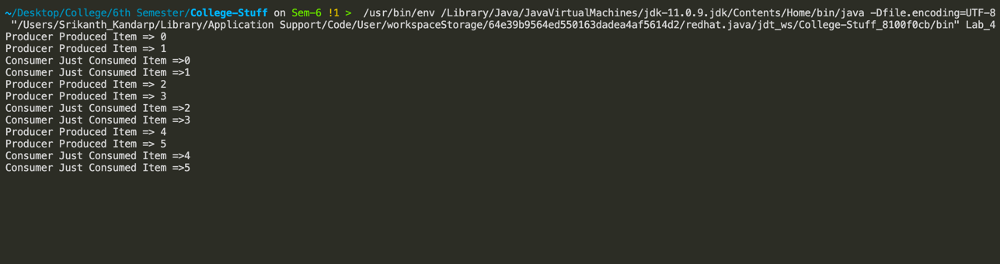 ~/Desktop/College/6th Semester/College-Stuff on Sem-6 !1 > /usr/bin/env /Library/Java/JavaVirtualMachines/jdk-11.0.9.jdk/Contents/Home/bin/java -Dfile.encoding=UTF-8
"/Users/Srikanth_Kandarp/Library/Application Support/Code/User/workspaceStorage/64e39b9564ed550163dadea4af5614d2/redhat.java/jdt_ws/College-Stuff_8100f0cb/bin" Lab_4
Producer Produced Item => 0
Producer Produced Item => 1
Consumer Just Consumed Item =>0
Consumer Just Consumed Item =>1
Producer Produced Item => 2
Producer Produced Item => 3
Consumer Just Consumed Item =>2
Consumer Just Consumed Item =>3
Producer Produced Item => 4
Producer Produced Item => 5
Consumer Just Consumed Item =>4
Consumer Just Consumed Item =>5